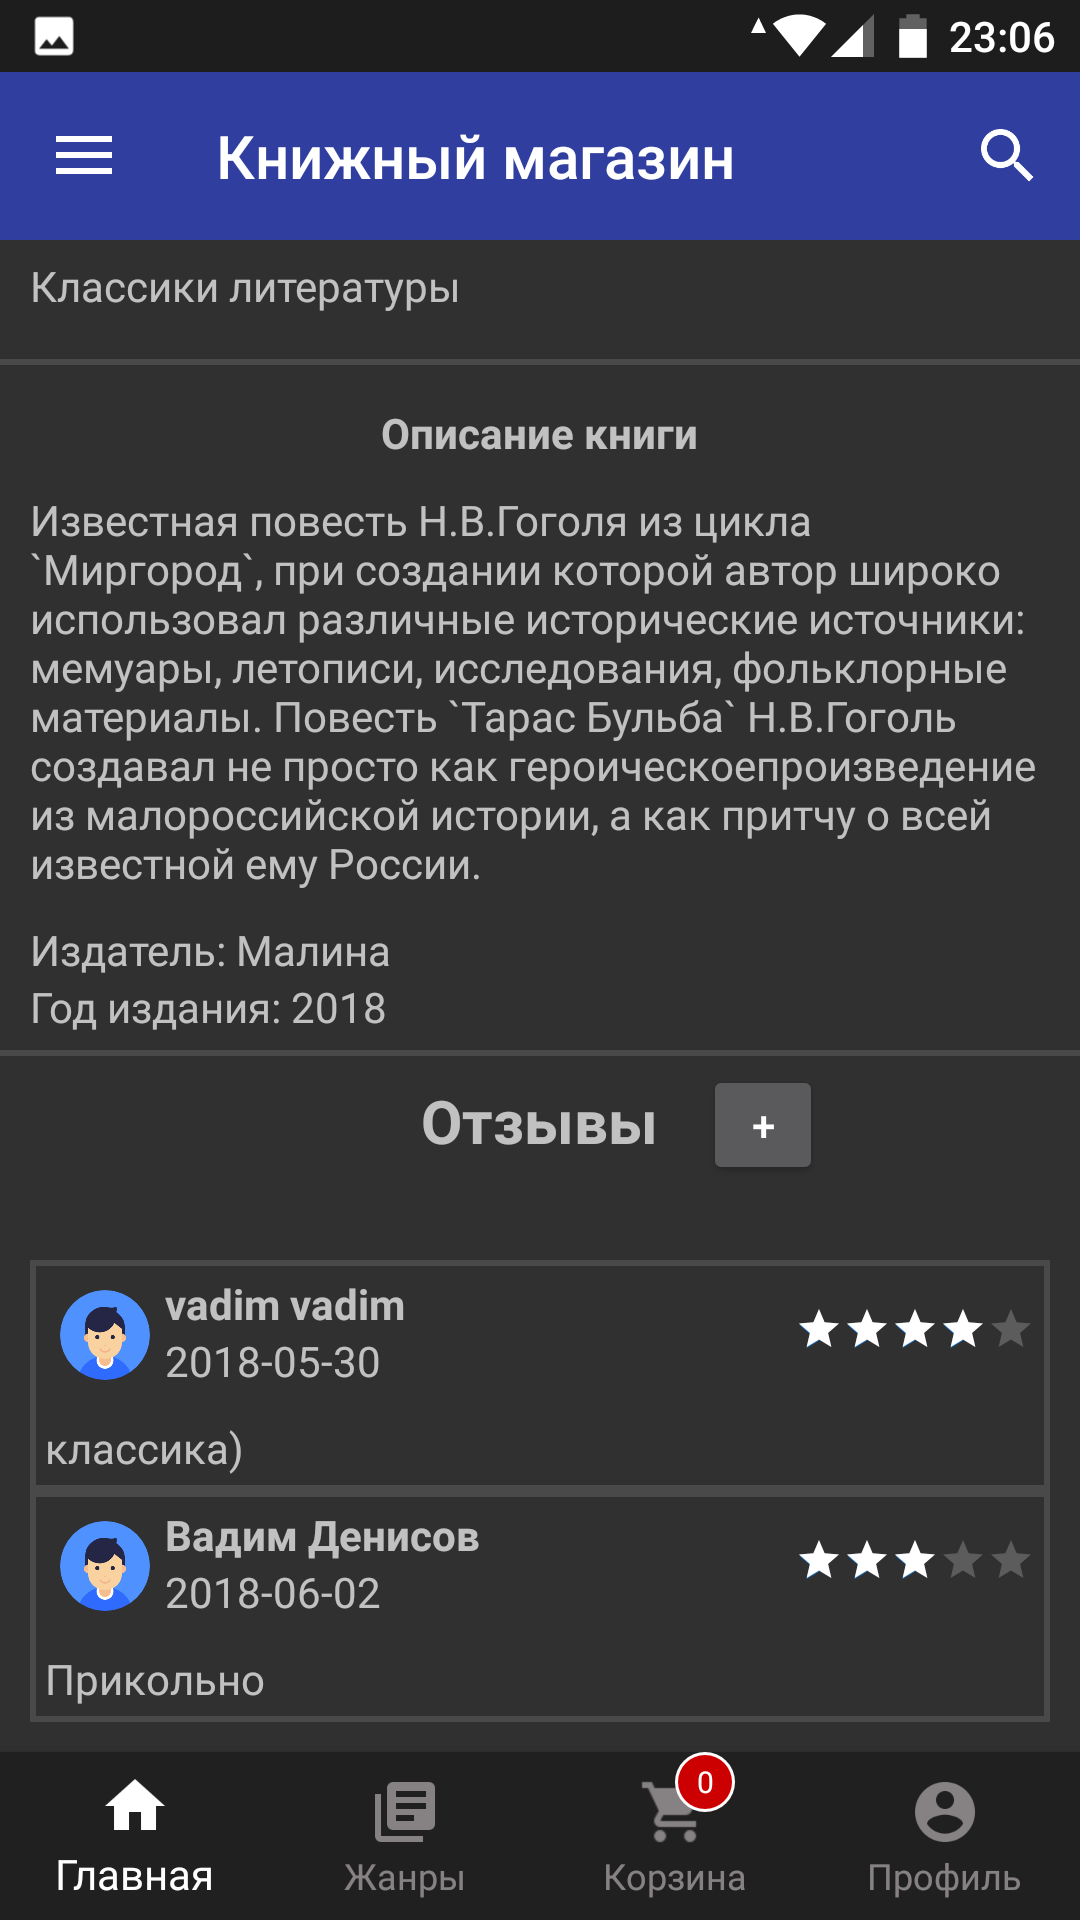 23:06
Книжный магазин
Классики литературы
Описание книги
Известная повесть Н.В.Гоголя из цикла
`Миргород`, при создании которой автор широко
использовал различные исторические источники:
мемуары, летописи, исследования, фольклорные
материалы. Повесть `Тарас Бульба` Н.В.Гоголь
создавал не просто как героическоепроизведение
из малороссийской истории, а как притчу о всей
известной ему России.
Издатель: Малина
Год издания: 2018
Отзывы +
vadim vadim
2018-05-30
классика)
Вадим Денисов
2018-06-02
Прикольно
0
Главная Жанры Корзина Профиль